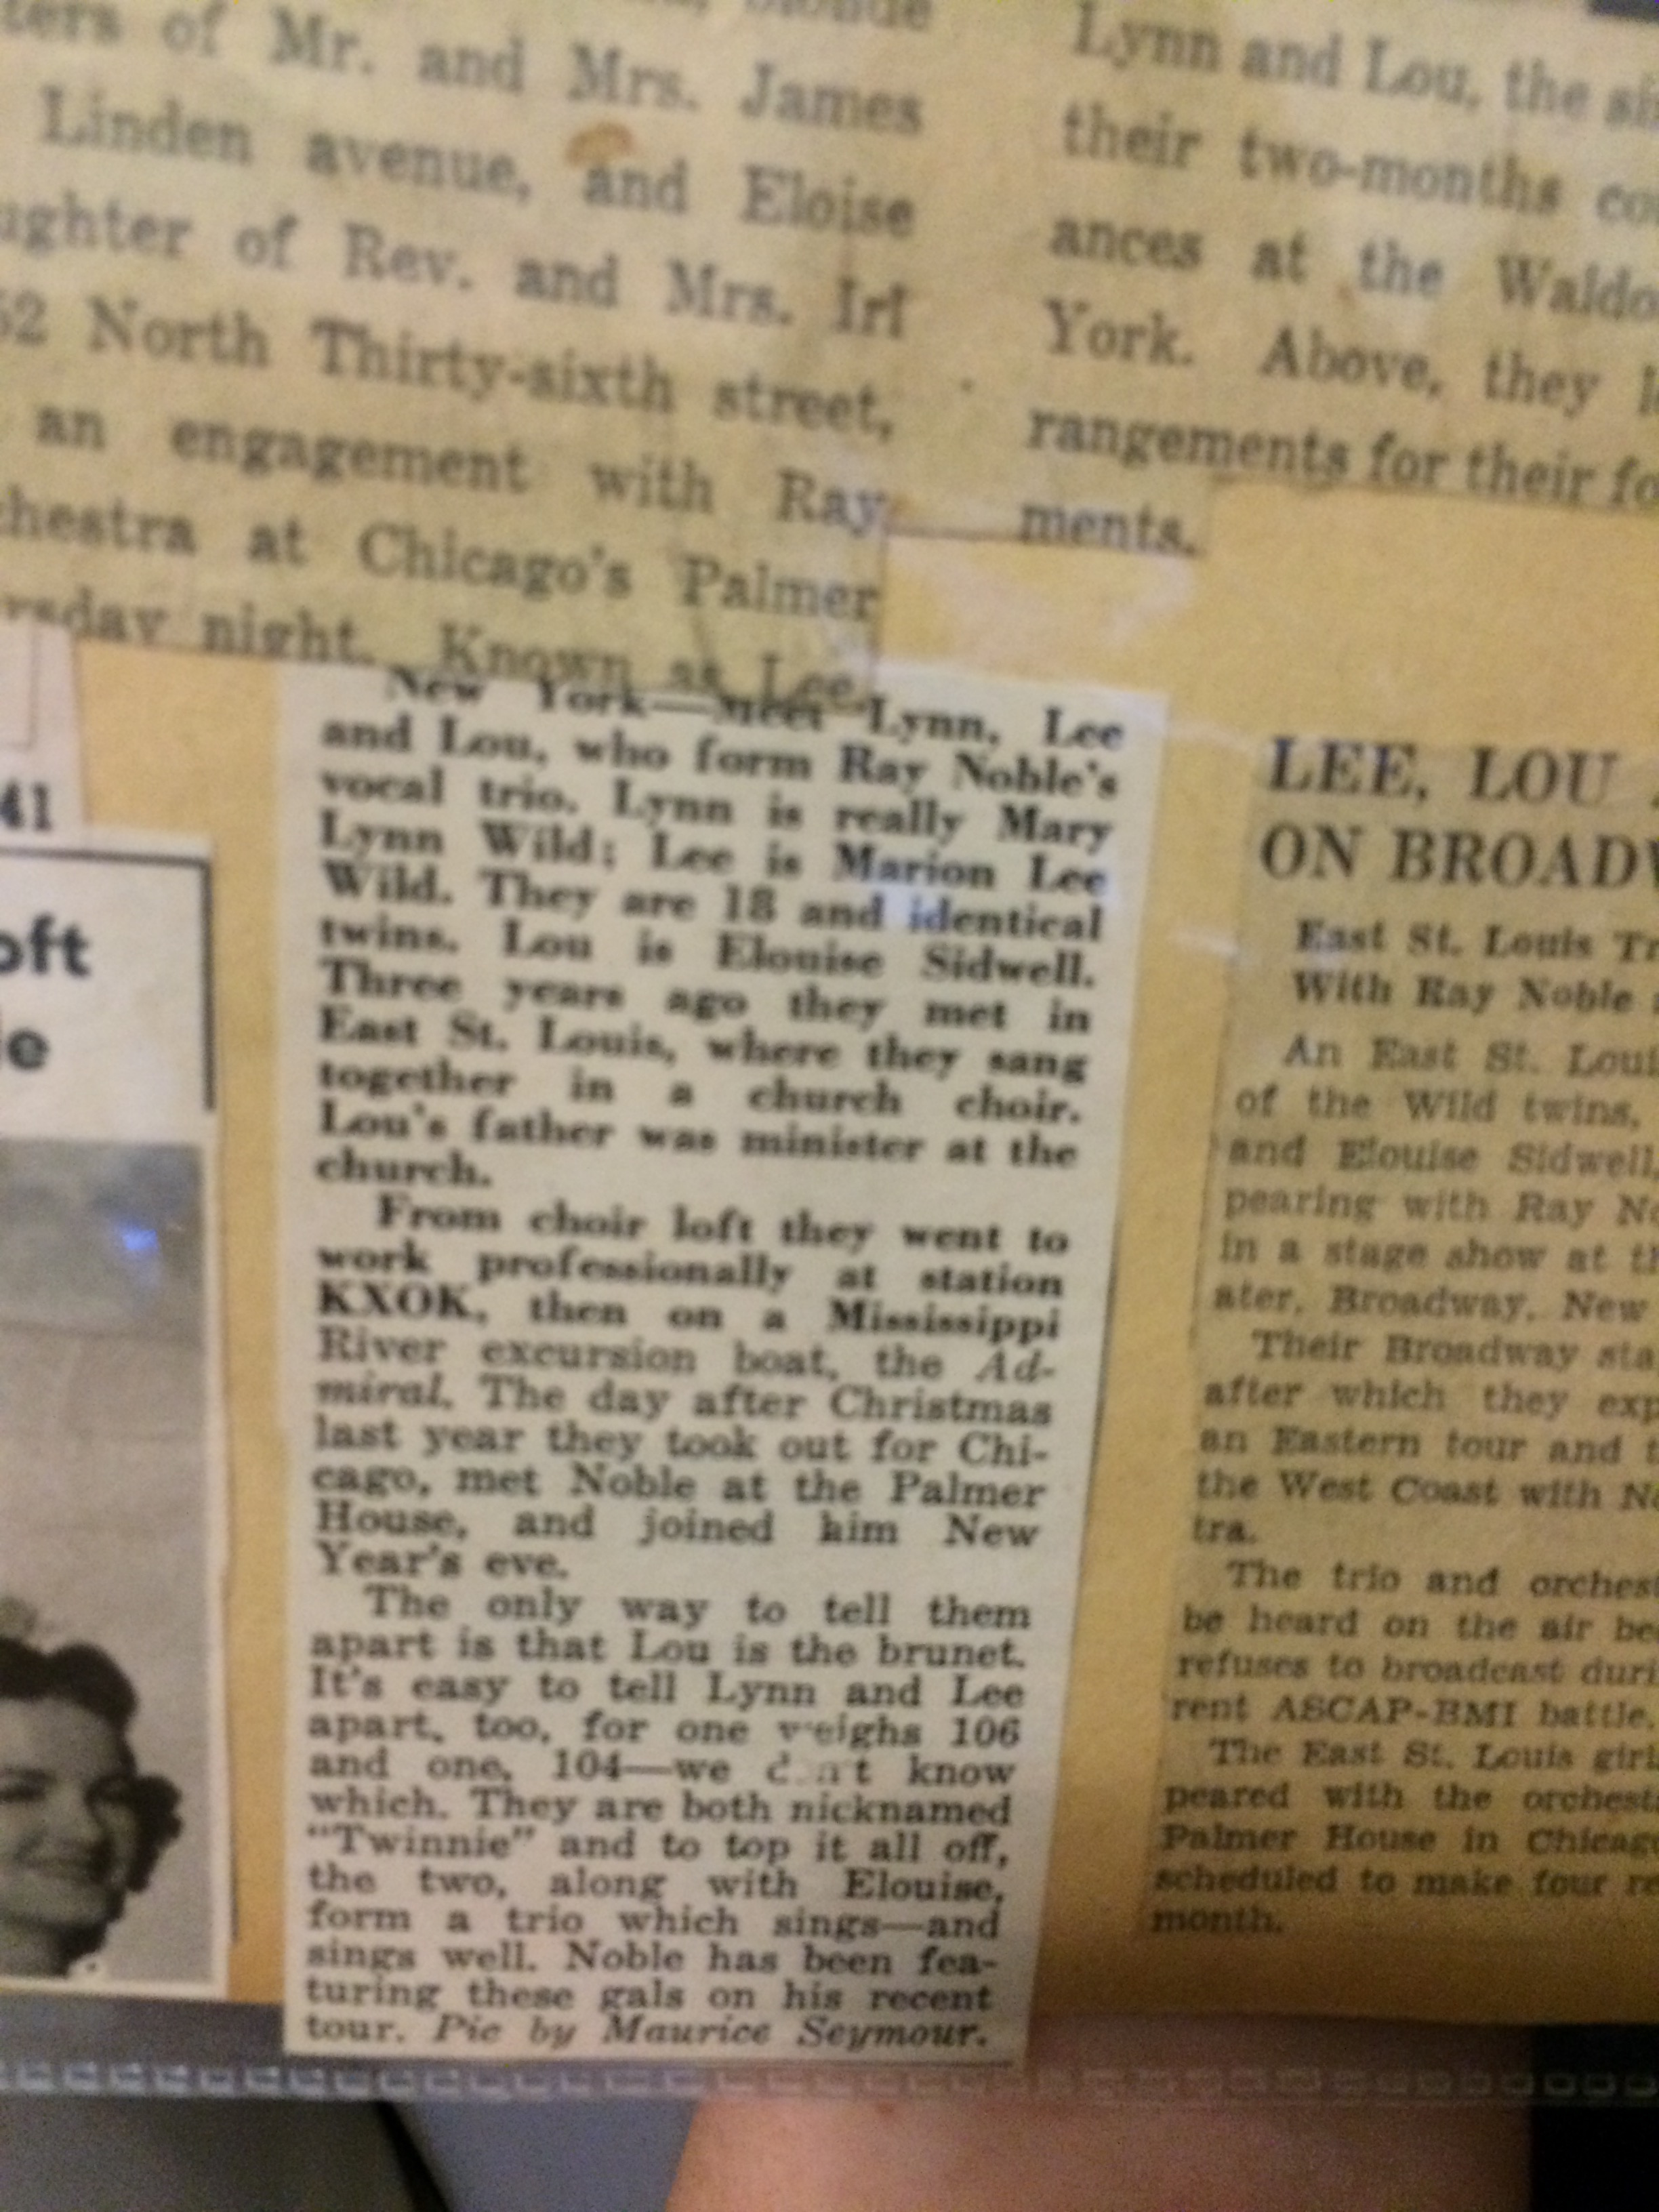 ters of Mr. and Mrs. James
Linden avenue, and Eloise
ughter of Rev. and Mrs. Irl
52 North Thirty-sixth street,
an engagement with Ray
chestra at Chicago's Palmer
rsday night. Known as Lee,
Lynn and Lou, the
their two-months
ances at the Waldo
York. Above, they
rangements for their
ments.
41
oft
ie
New York—Meet Lynn, Lee
and Lou, who form Ray Noble's
vocal trio. Lynn is really Mary
Lynn Wild; Lee is Marion Lee
Wild. They are 18 and identical
twins. Lou is Elouise Sidwell.
Three years ago they met in
East St. Louis, where they sang
together in a church choir.
Lou's father was minister at the
church.
From choir loft they went to
work professionally at station
KXOK, then on a Mississippi
River excursion boat, the Ad-
miral. The day after Christmas
last year they took out for Chi-
cago, met Noble at the Palmer
House, and joined him New
Year's eve.
The only way to tell them
apart is that Lou is the brunet.
It's easy to tell Lynn and Lee
apart, too, for one weighs 106
and one, 104—we don't know
which. They are both nicknamed
"Twinnie" and to top it all off,
the two, along with Elouise,
form a trio which sings—and
sings well. Noble has been fea-
turing these gals on his recent
tour. Pic by Maurice Seymour.
LEE, LOU
ON BROADW
East St. Louis Tr
With Ray Noble
An East St. Loui
of the Wild twins,
and Elouise Sidwell,
pearing with Ray No
in a stage show at th
ater, Broadway, New
Their Broadway sta
after which they exp
an Eastern tour and t
the West Coast with No
tra.
The trio and orchest
be heard on the air bec
refuses to broadcast duri
rent ASCAP-BMI battle.
The East St. Louis girl
peared with the orchest
Palmer House in Chicago
scheduled to make four re
month.